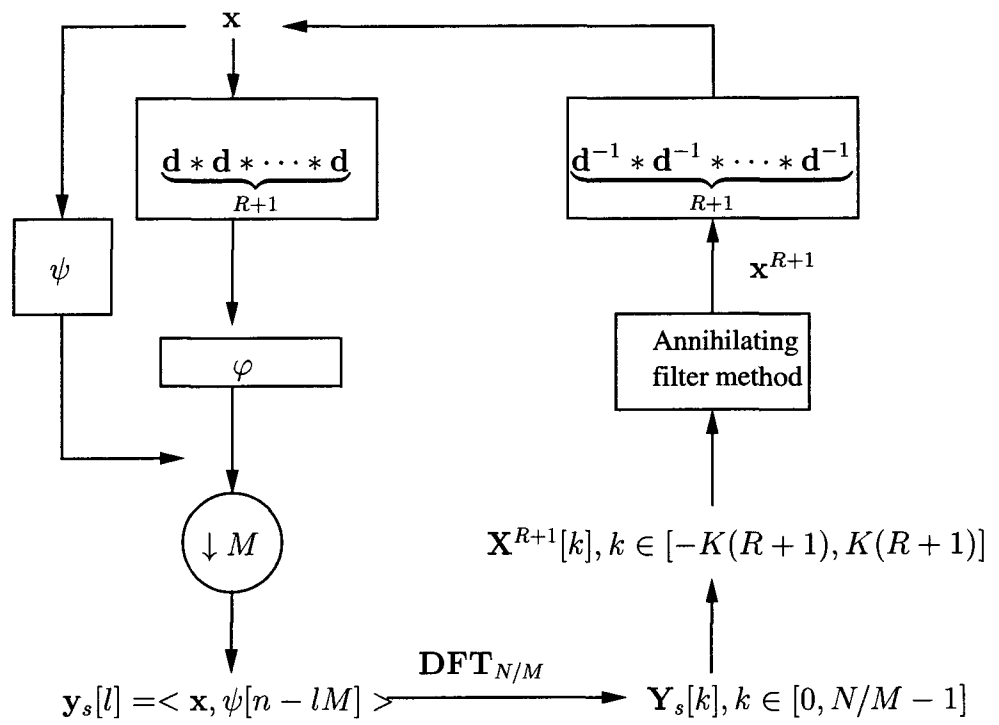 x
d ∗ d ∗ ⋯ ∗ d
R+1
d⁻¹ ∗ d⁻¹ ∗ ⋯ ∗ d⁻¹
R+1
ψ
x^{R+1}
φ
Annihilating
filter method
↓ M
X^{R+1}[k], k ∈ [−K(R + 1), K(R + 1)]
y_s[l] =< x, ψ[n − lM] >
DFT_{N/M}
Y_s[k], k ∈ [0, N/M − 1]